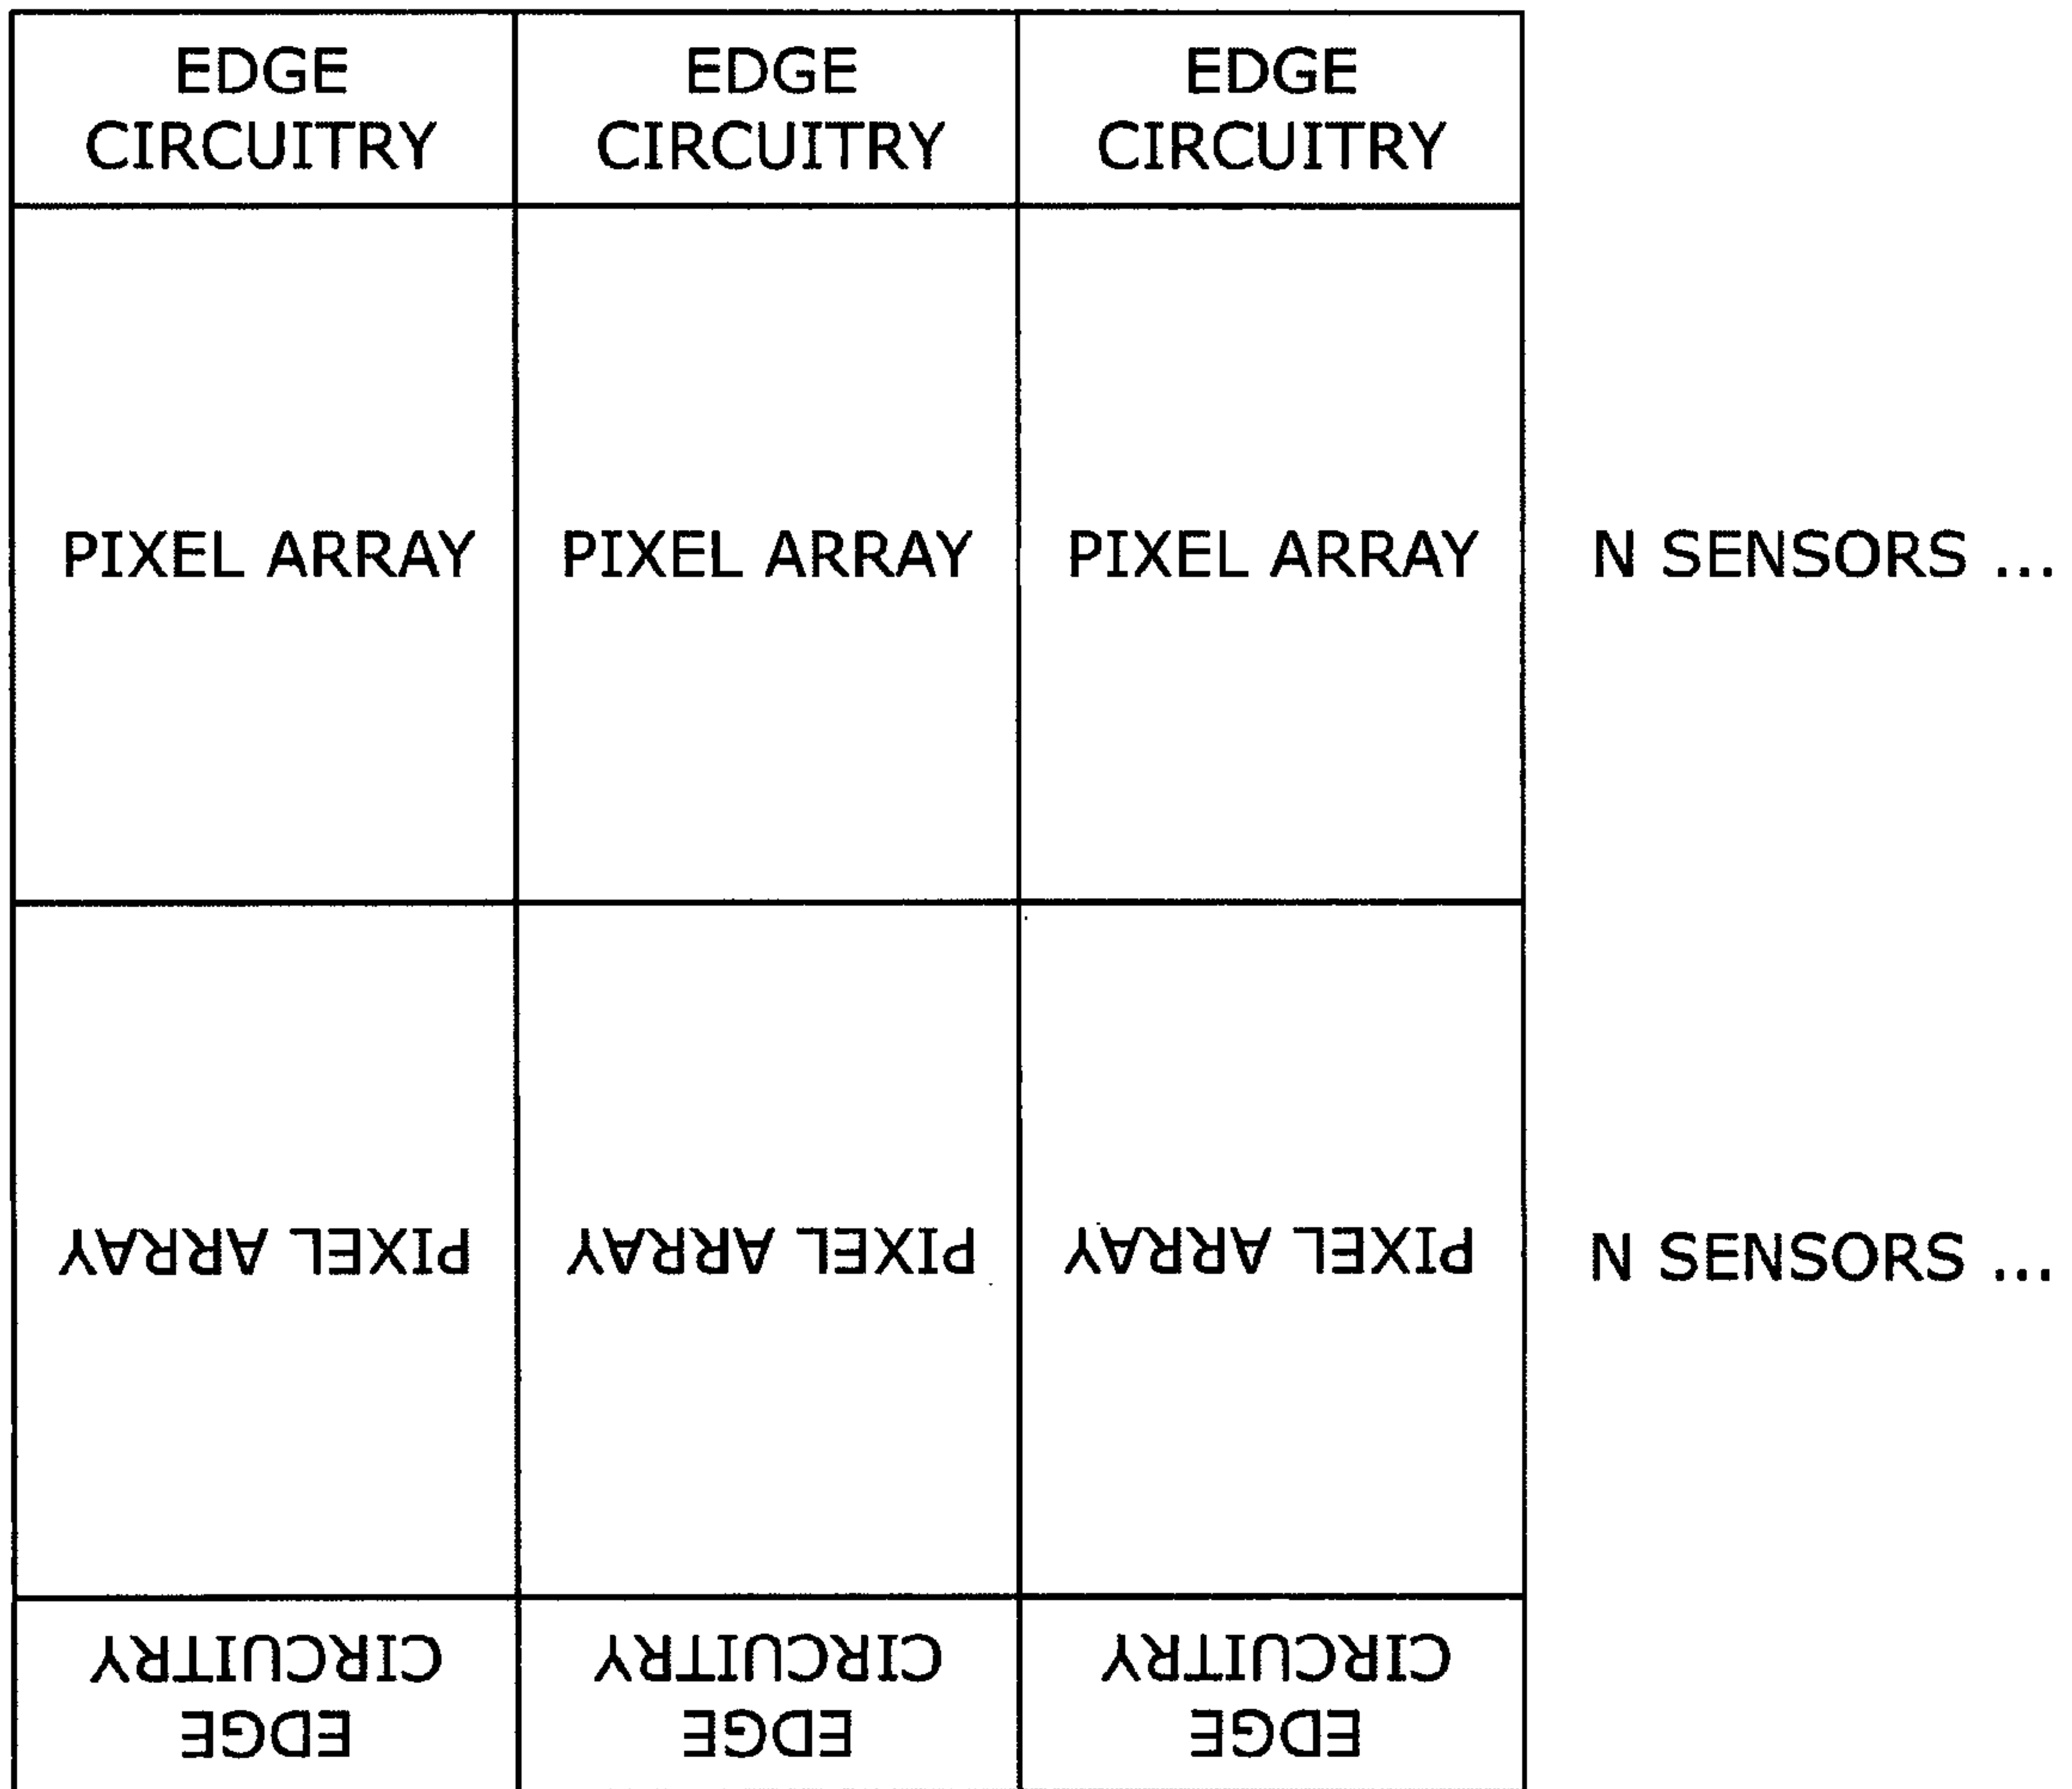 EDGE EDGE EDGE
CIRCUITRY CIRCUITRY CIRCUITRY
PIXEL ARRAY PIXEL ARRAY PIXEL ARRAY N SENSORS ...
PIXEL ARRAY PIXEL ARRAY PIXEL ARRAY N SENSORS ...
EDGE EDGE EDGE
CIRCUITRY CIRCUITRY CIRCUITRY